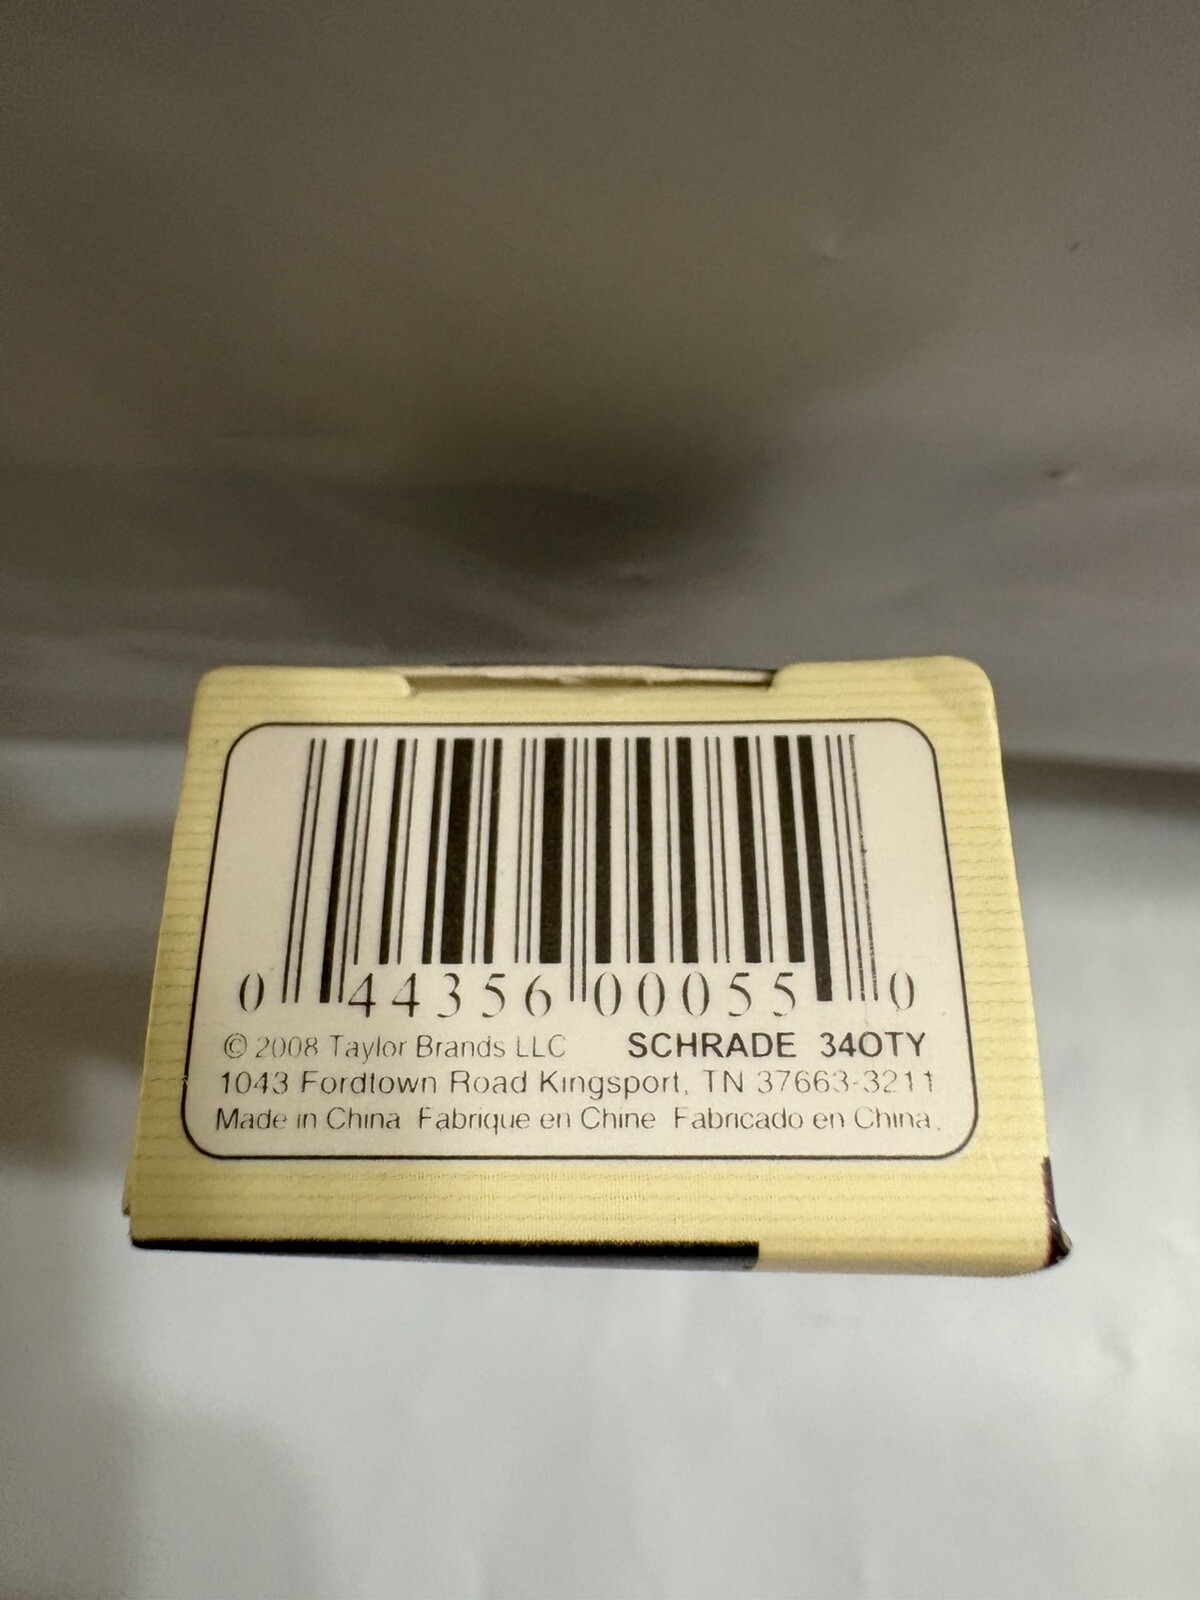 0 44356 00055 0
© 2008 Taylor Brands LLC SCHRADE 34OTY
1043 Fordtown Road Kingsport, TN 37663-3211
Made in China Fabrique en Chine Fabricado en China.